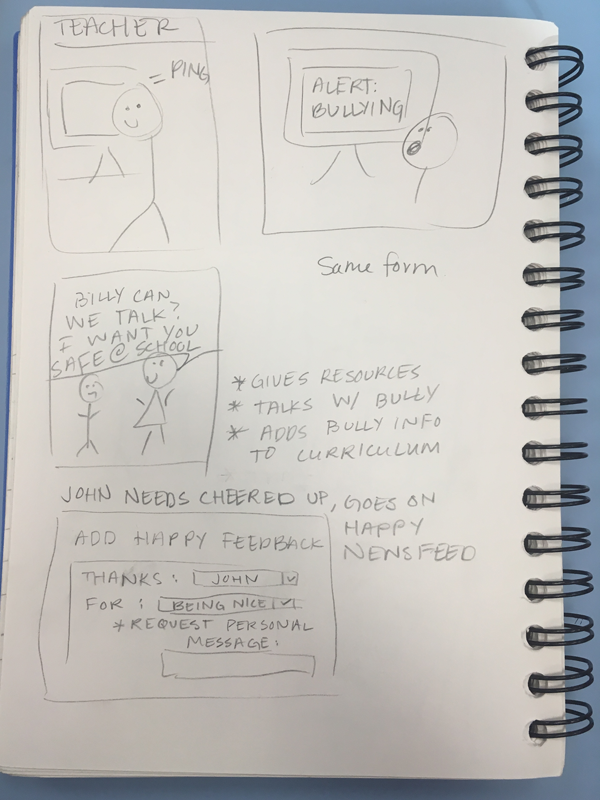 TEACHER
PING
ALERT:
BULLYING
Same form
BILLY CAN
WE TALK?
I WANT YOU
SAFE @ SCHOOL
* GIVES RESOURCES
* TALKS W/ BULLY
* ADDS BULLY INFO
TO CURRICULUM
JOHN NEEDS CHEERED UP, GOES ON
HAPPY
NEWSFEED
ADD HAPPY FEEDBACK
THANKS: JOHN
FOR: BEING NICE
* REQUEST PERSONAL
MESSAGE: